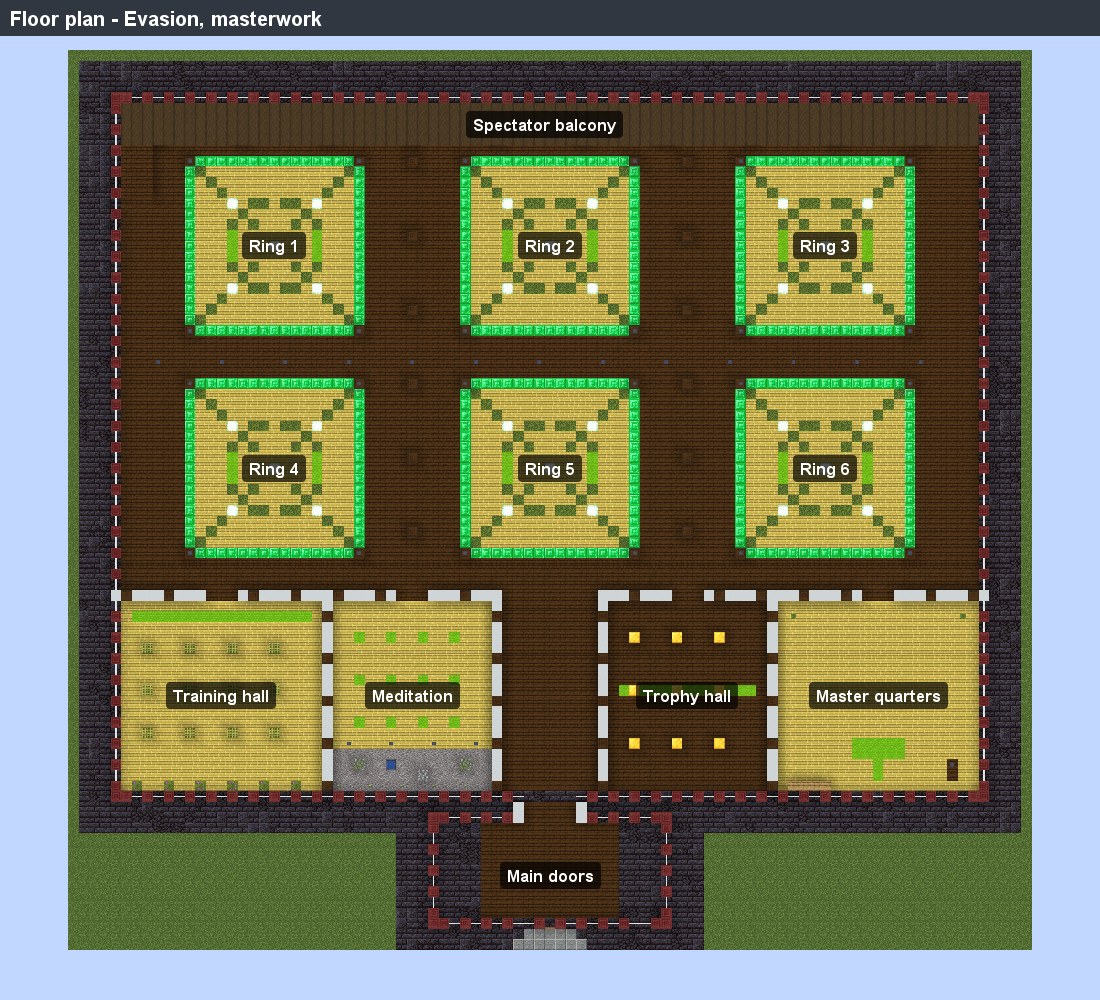 Floor plan - Evasion, masterwork
Spectator balcony
Ring 1
Ring 2
Ring 3
Ring 4
Ring 5
Ring 6
Training hall
Meditation
Trophy hall
Master quarters
Main doors